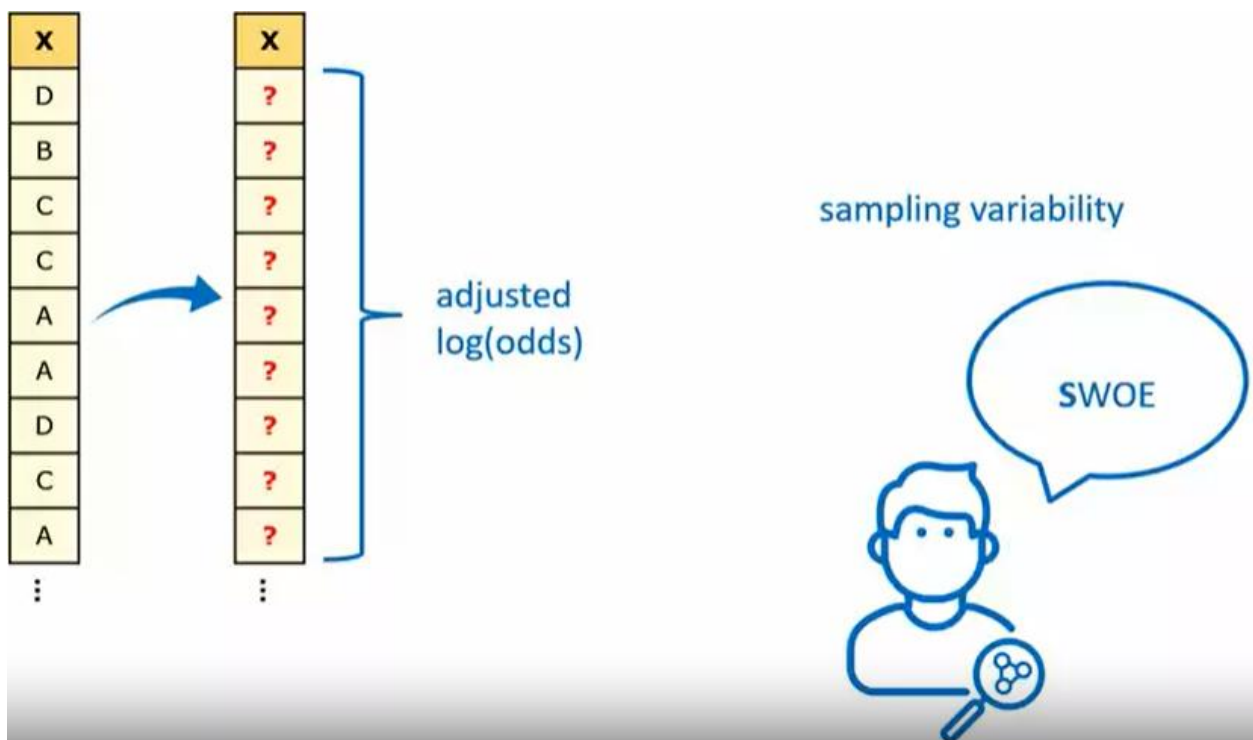 X
D
B
C
C
A
A
D
C
A
⋮
X
?
?
?
?
?
?
?
?
?
⋮
adjusted
log(odds)
sampling variability
SWOE